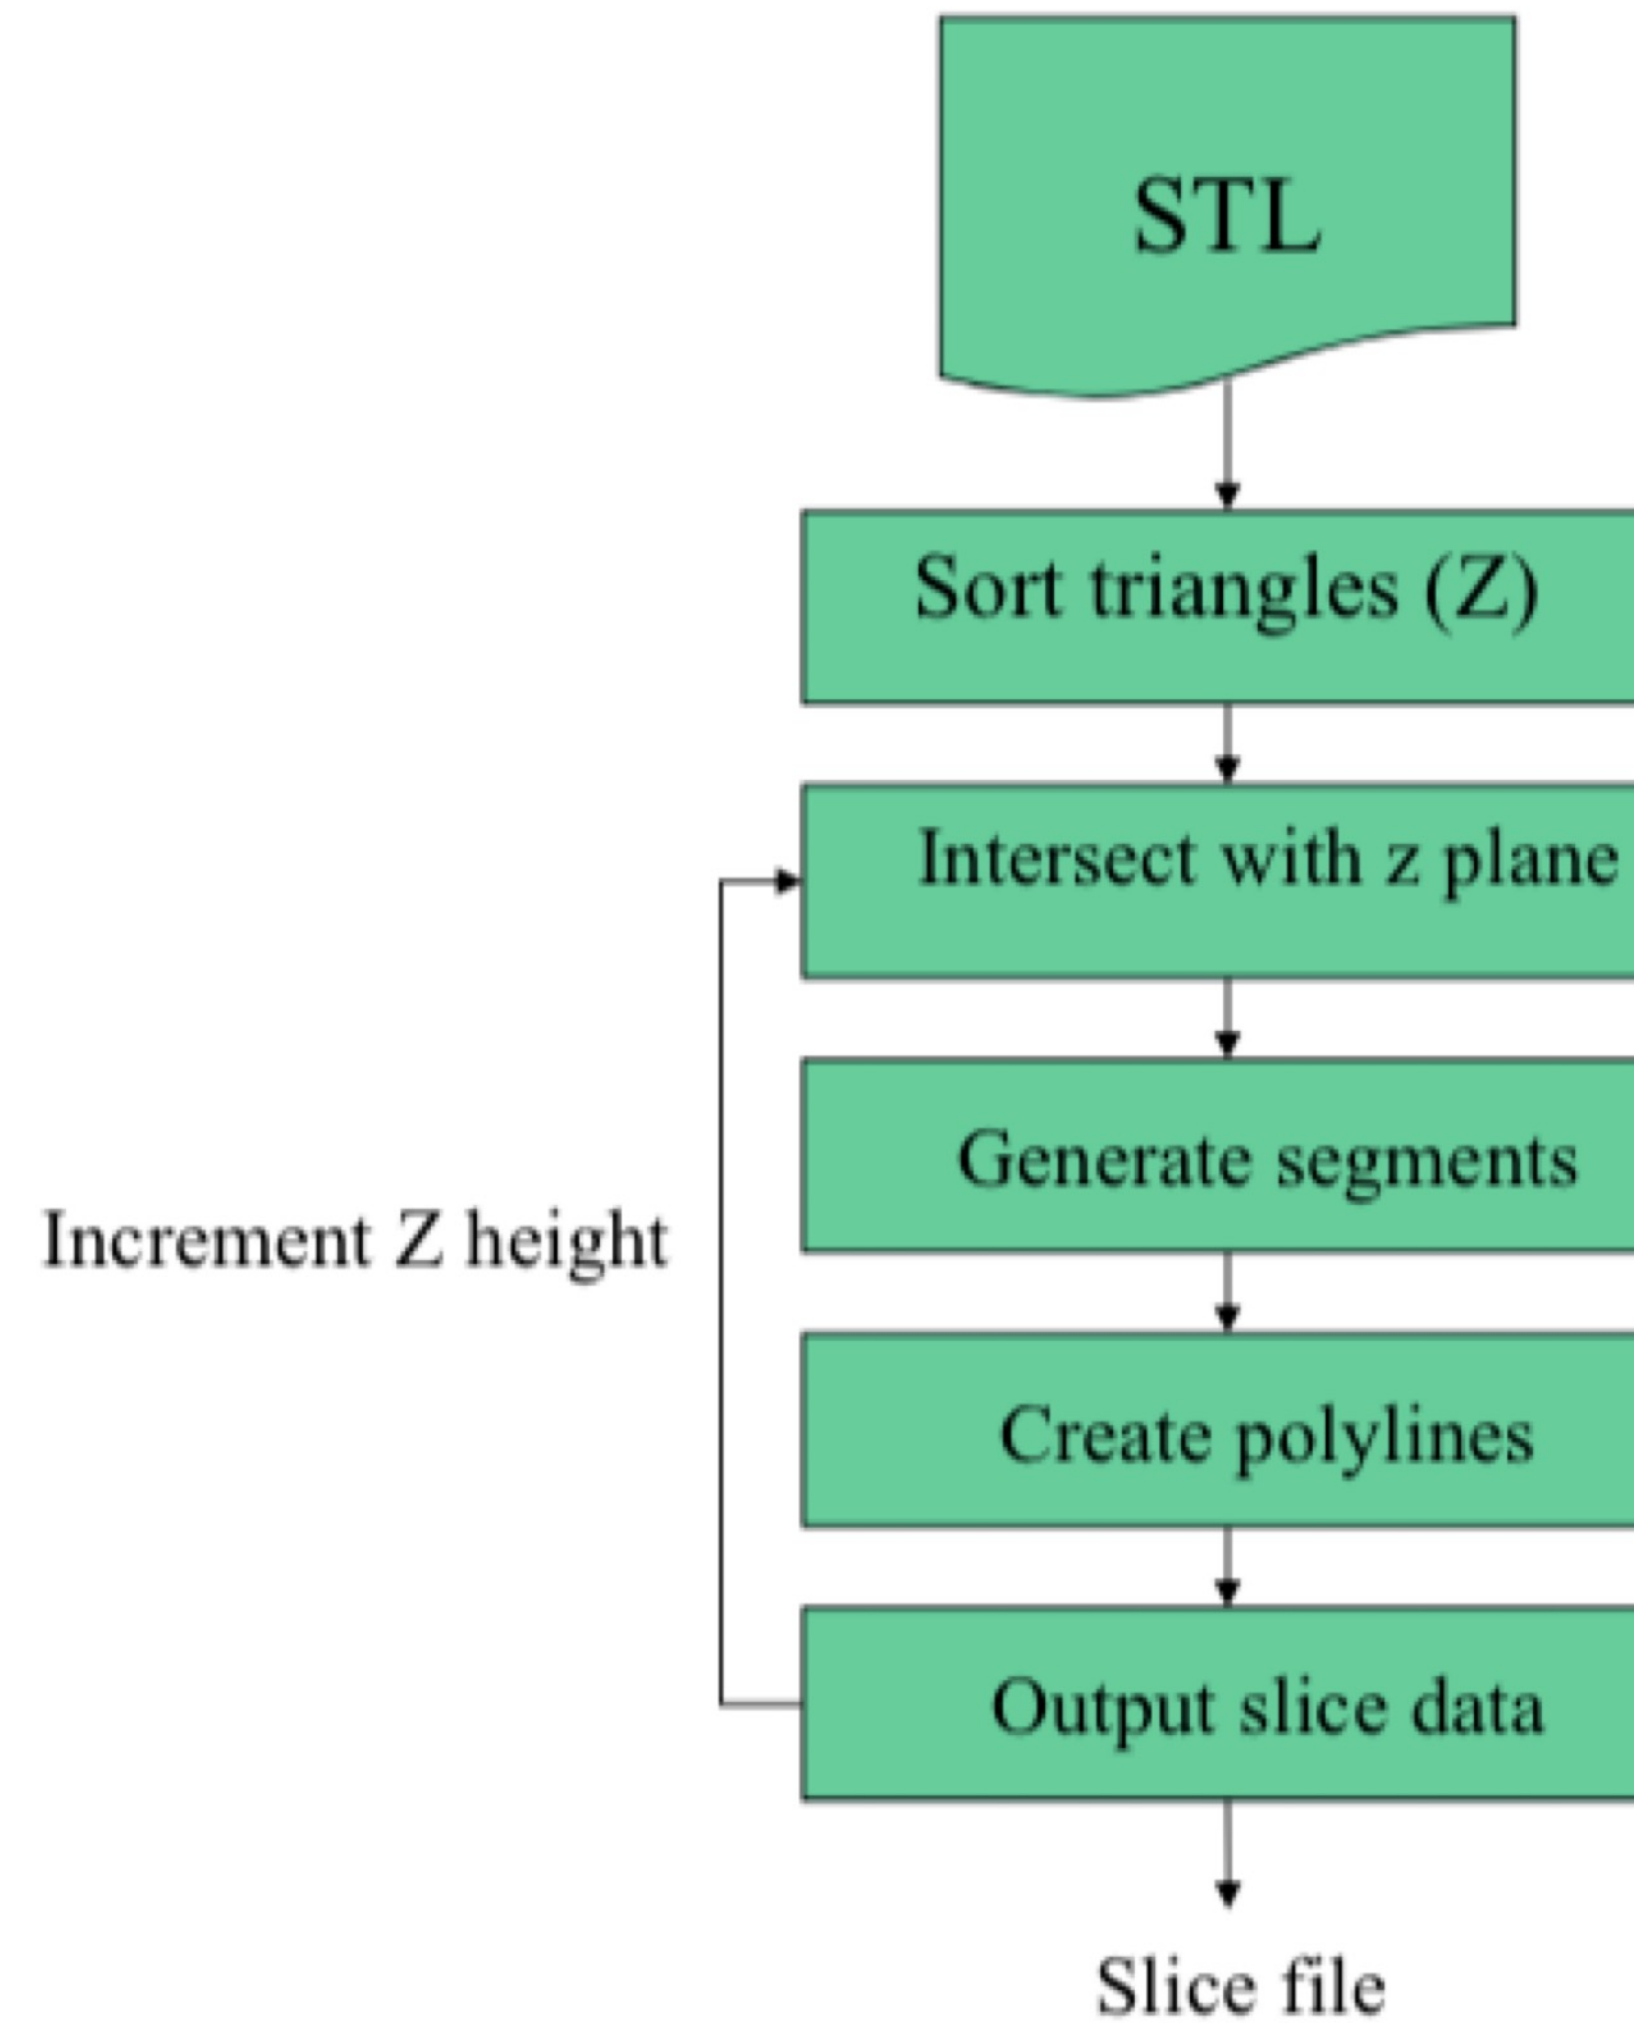 STL
Sort triangles (Z)
Intersect with z plane
Generate segments
Increment Z height
Create polylines
Output slice data
Slice file